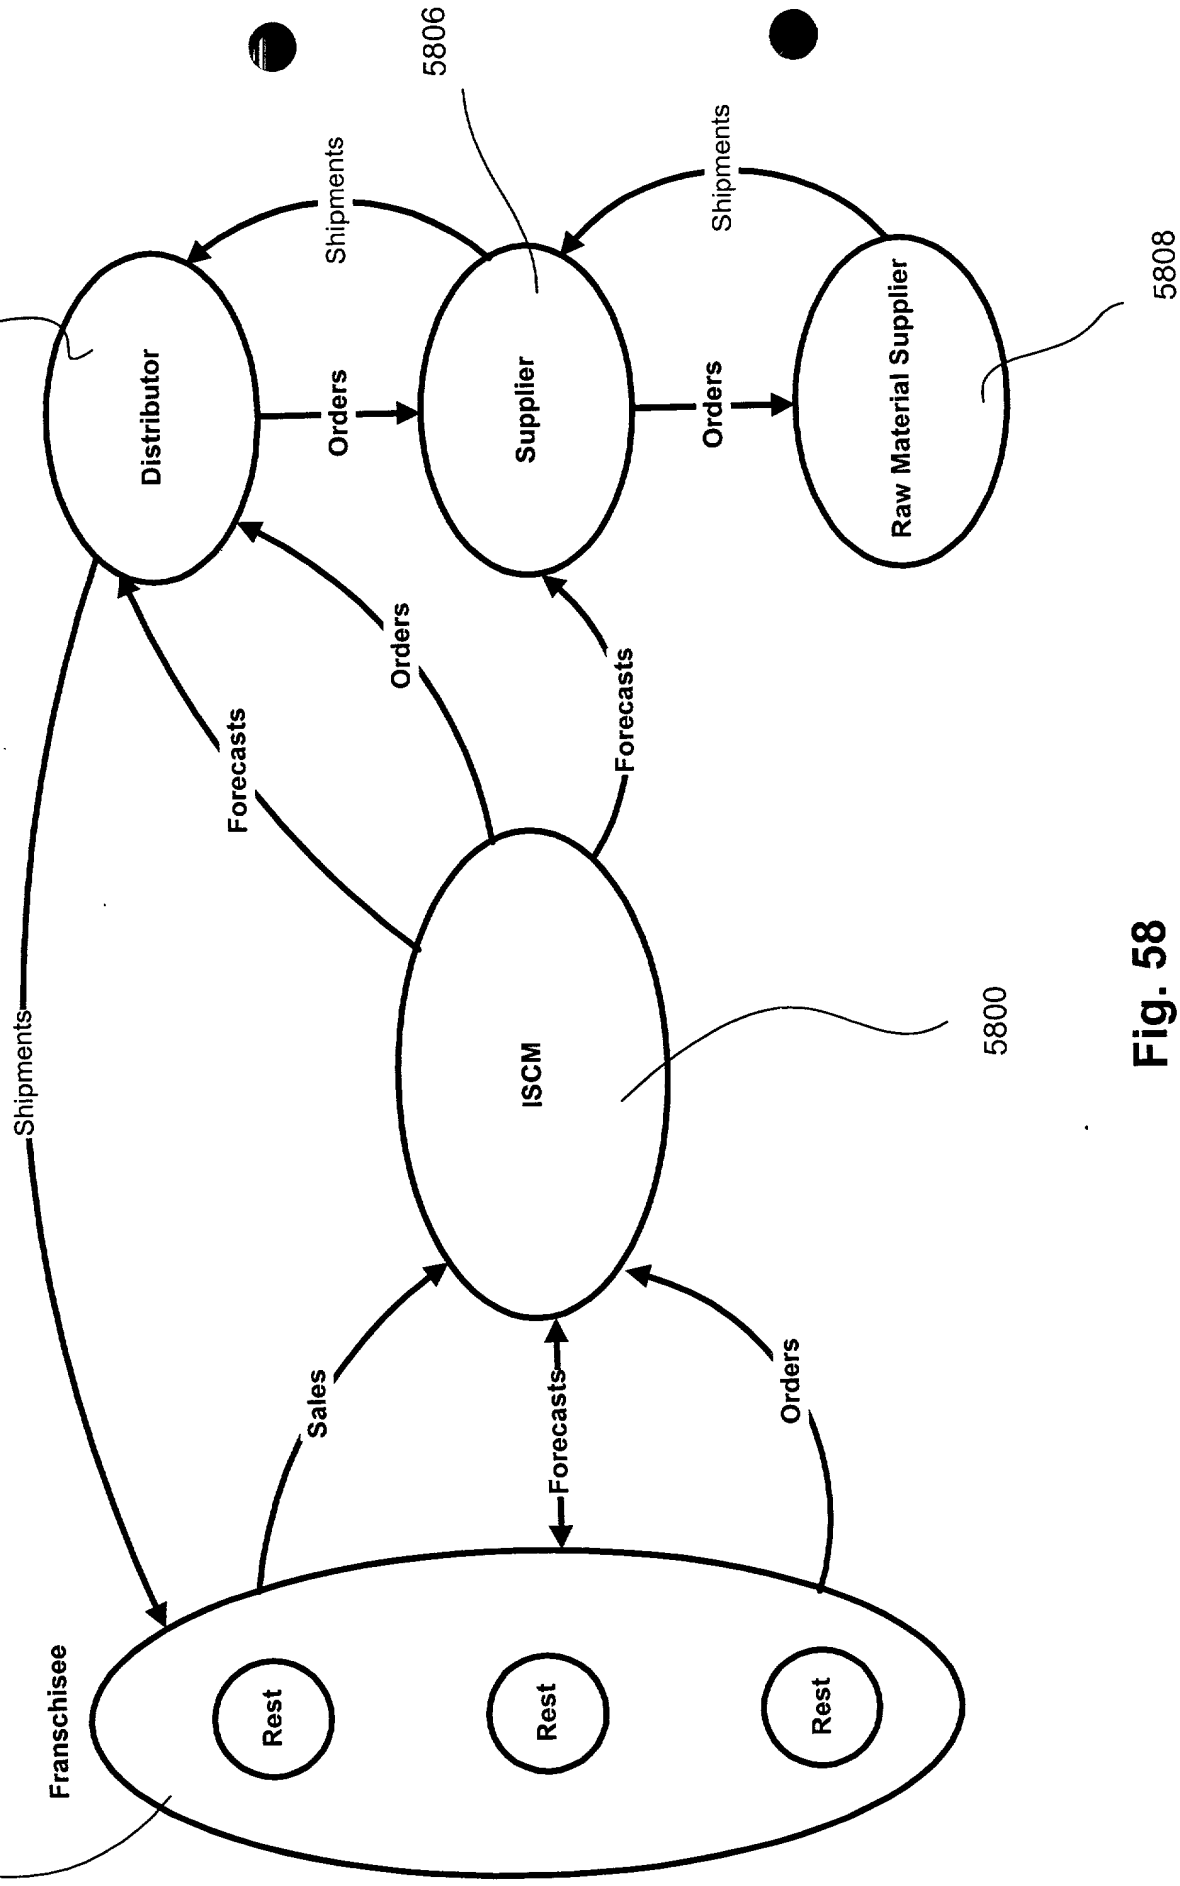 Shipments
Franschisee
Rest
Rest
Rest
Sales
Forecasts
Orders
ISCM
5800
Forecasts
Orders
Forecasts
Distributor
Orders
Shipments
Supplier
5806
Orders
Shipments
Raw Material Supplier
5808
Fig. 58